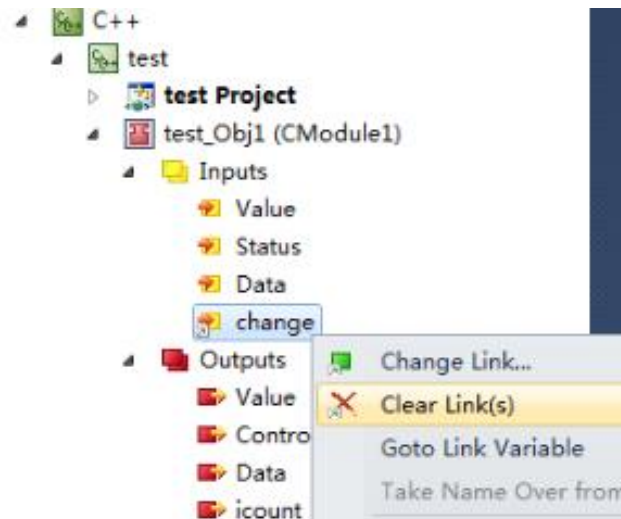 C++
test
test Project
test_Obj1 (CModule1)
Inputs
Value
Status
Data
change
Outputs
Change Link...
Value
Clear Link(s)
Contro
Goto Link Variable
Data
Take Name Over from
icount